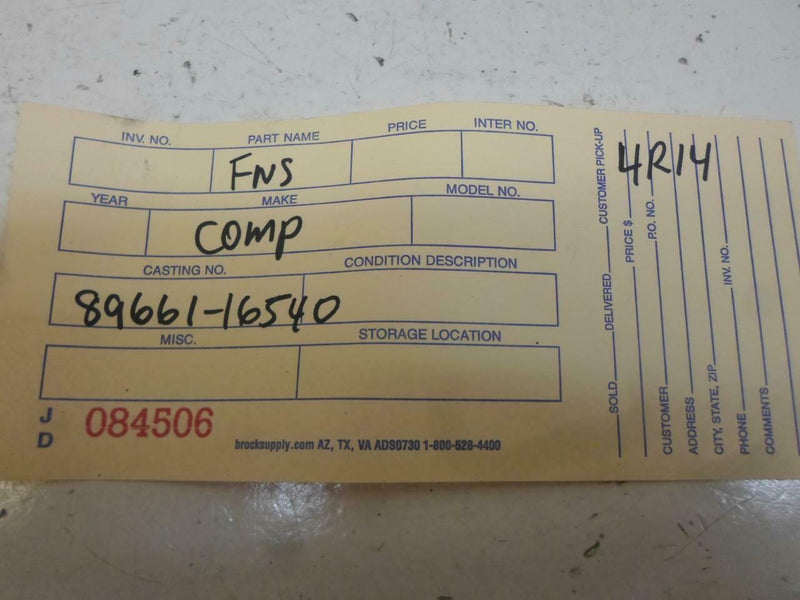 INV. NO. PART NAME PRICE INTER NO.
FNS
YEAR MAKE MODEL NO.
COMP
CASTING NO. CONDITION DESCRIPTION
89661-16540
MISC. STORAGE LOCATION
J D 084506
brocksupply.com AZ, TX, VA ADS0730 1-800-528-4400
4R14
SOLD DELIVERED CUSTOMER PICK-UP
PRICE $
CUSTOMER P.O. NO.
ADDRESS
CITY, STATE, ZIP
PHONE INV. NO.
COMMENTS